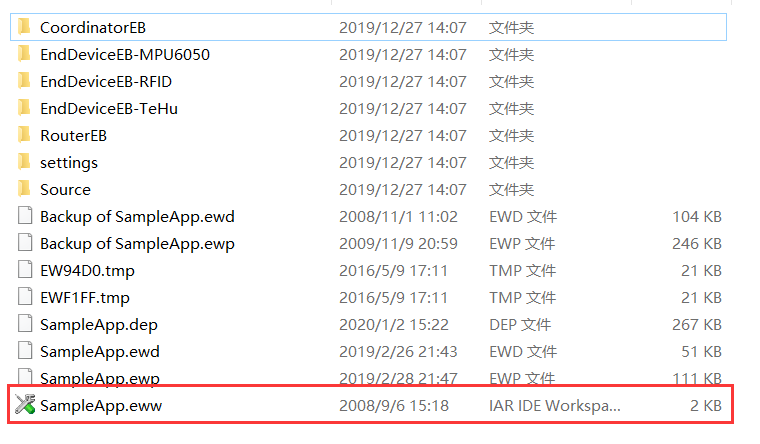 CoordinatorEB 2019/12/27 14:07 文件夹
EndDeviceEB-MPU6050 2019/12/27 14:07 文件夹
EndDeviceEB-RFID 2019/12/27 14:07 文件夹
EndDeviceEB-TeHu 2019/12/27 14:07 文件夹
RouterEB 2019/12/27 14:07 文件夹
settings 2019/12/27 14:07 文件夹
Source 2019/12/27 14:07 文件夹
Backup of SampleApp.ewd 2008/11/1 11:02 EWD 文件 104 KB
Backup of SampleApp.ewp 2009/11/9 20:59 EWP 文件 246 KB
EW94D0.tmp 2016/5/9 17:11 TMP 文件 21 KB
EWF1FF.tmp 2016/5/9 17:11 TMP 文件 21 KB
SampleApp.dep 2020/1/2 15:22 DEP 文件 267 KB
SampleApp.ewd 2019/2/26 21:43 EWD 文件 51 KB
SampleApp.ewp 2019/2/28 21:47 EWP 文件 111 KB
SampleApp.eww 2008/9/6 15:18 IAR IDE Workspa... 2 KB